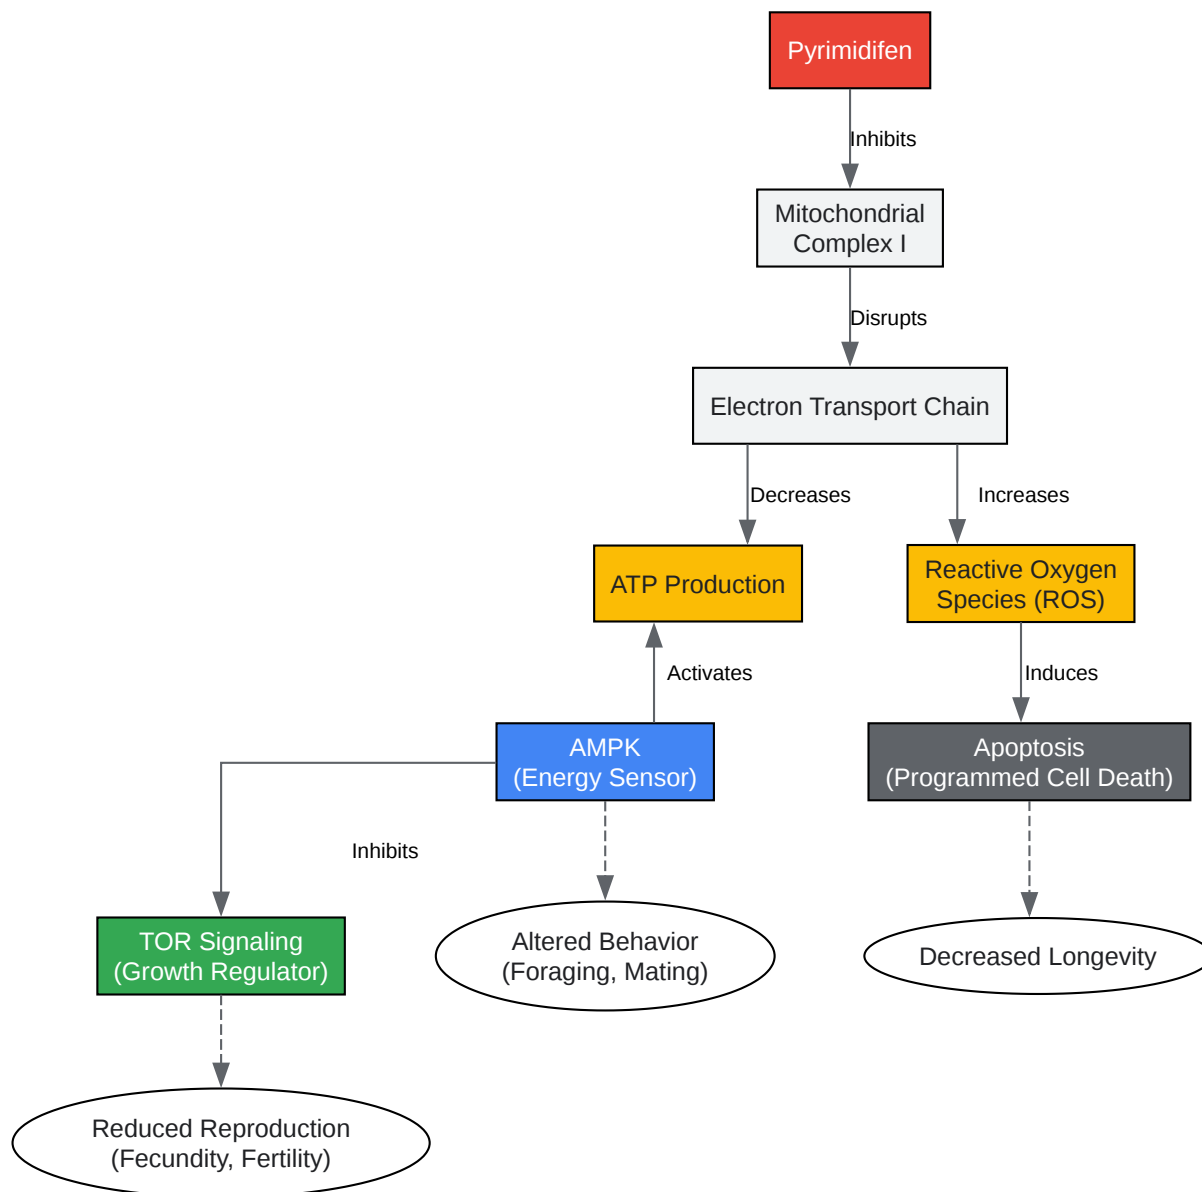 Pyrimidifen
Inhibits
Mitochondrial
Complex I
Disrupts
Electron Transport Chain
Decreases
Increases
ATP Production
Reactive Oxygen
Species (ROS)
Activates
Induces
AMPK
(Energy Sensor)
Apoptosis
(Programmed Cell Death)
Inhibits
TOR Signaling
(Growth Regulator)
Altered Behavior
(Foraging, Mating)
Decreased Longevity
Reduced Reproduction
(Fecundity, Fertility)